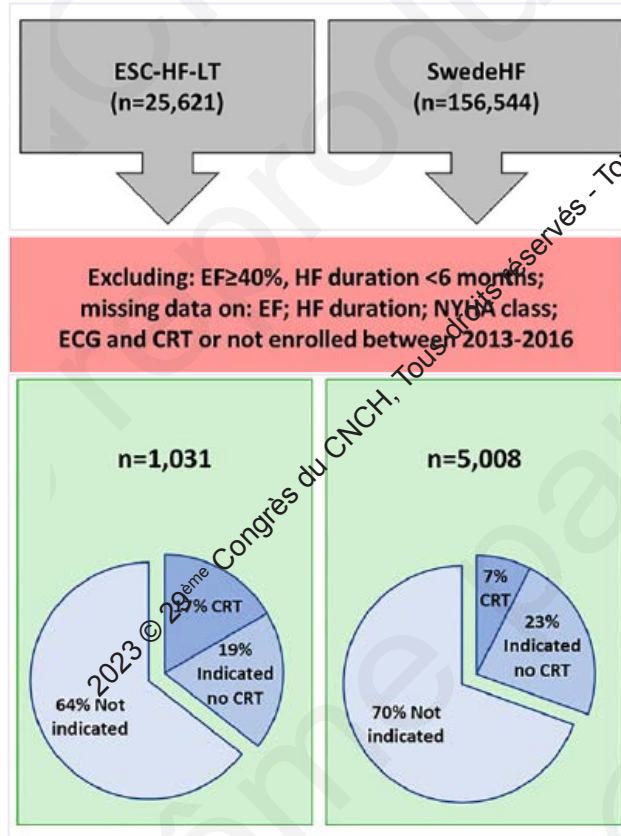 ESC-HF-LT
(n=25,621)
SwedeHF
(n=156,544)
Excluding: EF≥40%, HF duration <6 months;
missing data on: EF; HF duration; NYHA class;
ECG and CRT or not enrolled between 2013-2016
n=1,031
17% CRT
19%
Indicated
no CRT
64% Not
indicated
n=5,008
7%
CRT
23%
Indicated
no CRT
70% Not
indicated
2023 © 29ème Congrès du CNCH, Tous droits réservés -